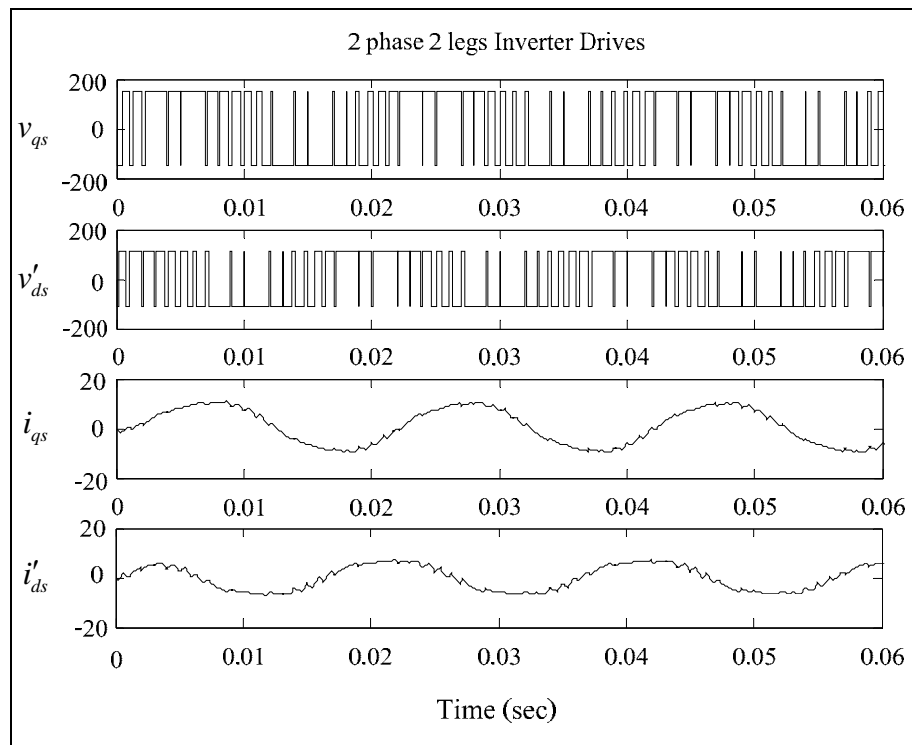 2 phase 2 legs Inverter Drives
200
v_qs 0
-200
0 0.01 0.02 0.03 0.04 0.05 0.06
200
v'_ds 0
-200
0 0.01 0.02 0.03 0.04 0.05 0.06
20
i_qs 0
-20
0 0.01 0.02 0.03 0.04 0.05 0.06
20
i'_ds 0
-20
0 0.01 0.02 0.03 0.04 0.05 0.06
Time (sec)